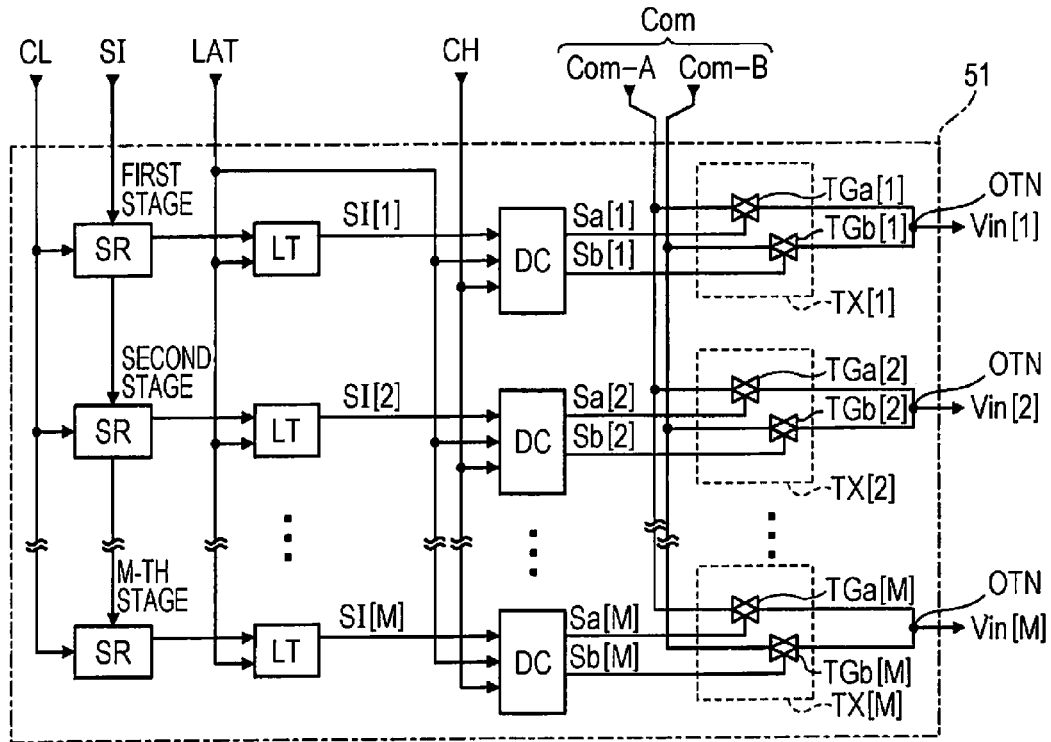 Com
CL SI LAT CH Com-A Com-B
51
FIRST
STAGE
SR LT SI[1] DC Sa[1] Sb[1] TGa[1] TGb[1] TX[1] OTN Vin[1]
SECOND
STAGE
SR LT SI[2] DC Sa[2] Sb[2] TGa[2] TGb[2] TX[2] OTN Vin[2]
M-TH
STAGE
SR LT SI[M] DC Sa[M] Sb[M] TGa[M] TGb[M] TX[M] OTN Vin[M]